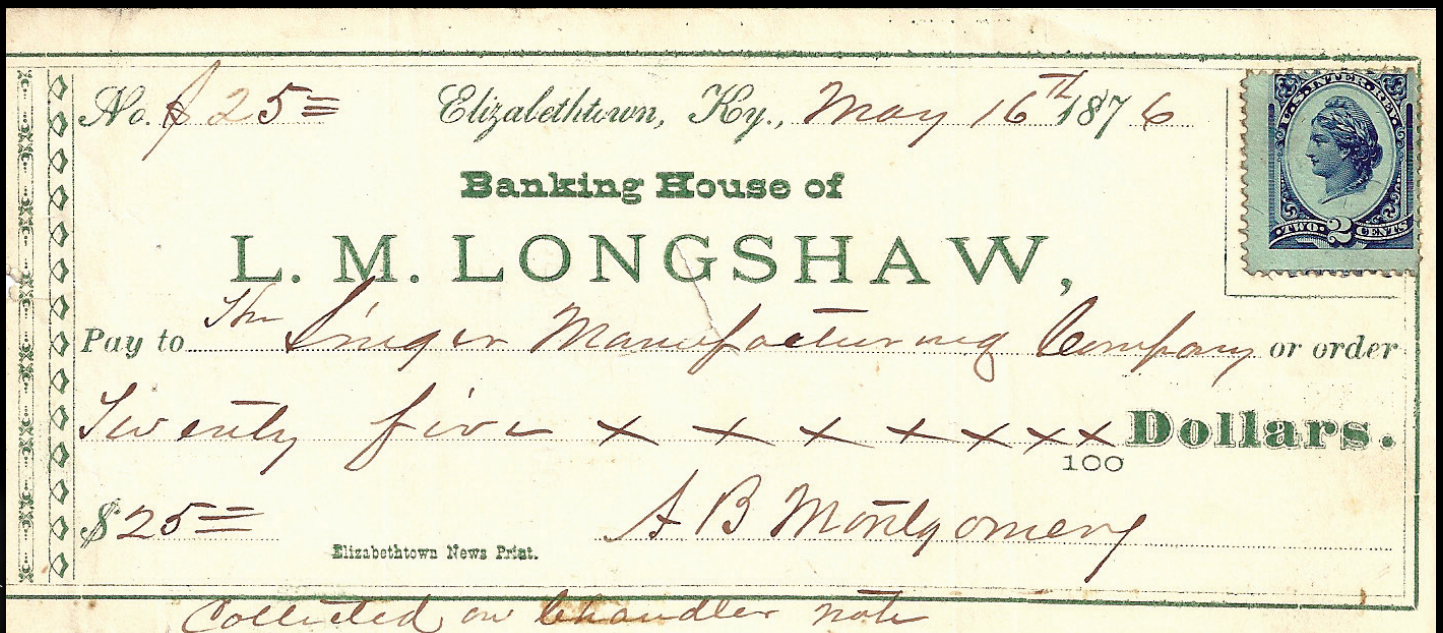 No. $25= Elizabethtown, Ky., May 16th 1876
U.S. INTER. REV.
TWO 2 CENTS
Banking House of
L. M. LONGSHAW,
Pay to The Singer Manufacturing Company or order
Twenty five x x x x x x x Dollars.
100
$25= A B Montgomery
Elizabethtown News Print.
Collected on Chandler note